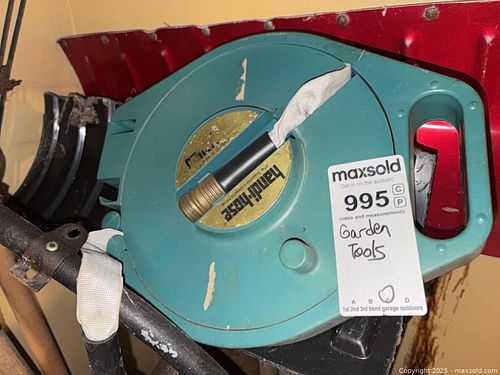 handi-hose
maxsold
Get in on the auction!
995
C
P
notes and measurements
Garden
Tools
A B C D
1st 2nd 3rd bsmt garage outdoors
Copyright 2025 - maxsold.com